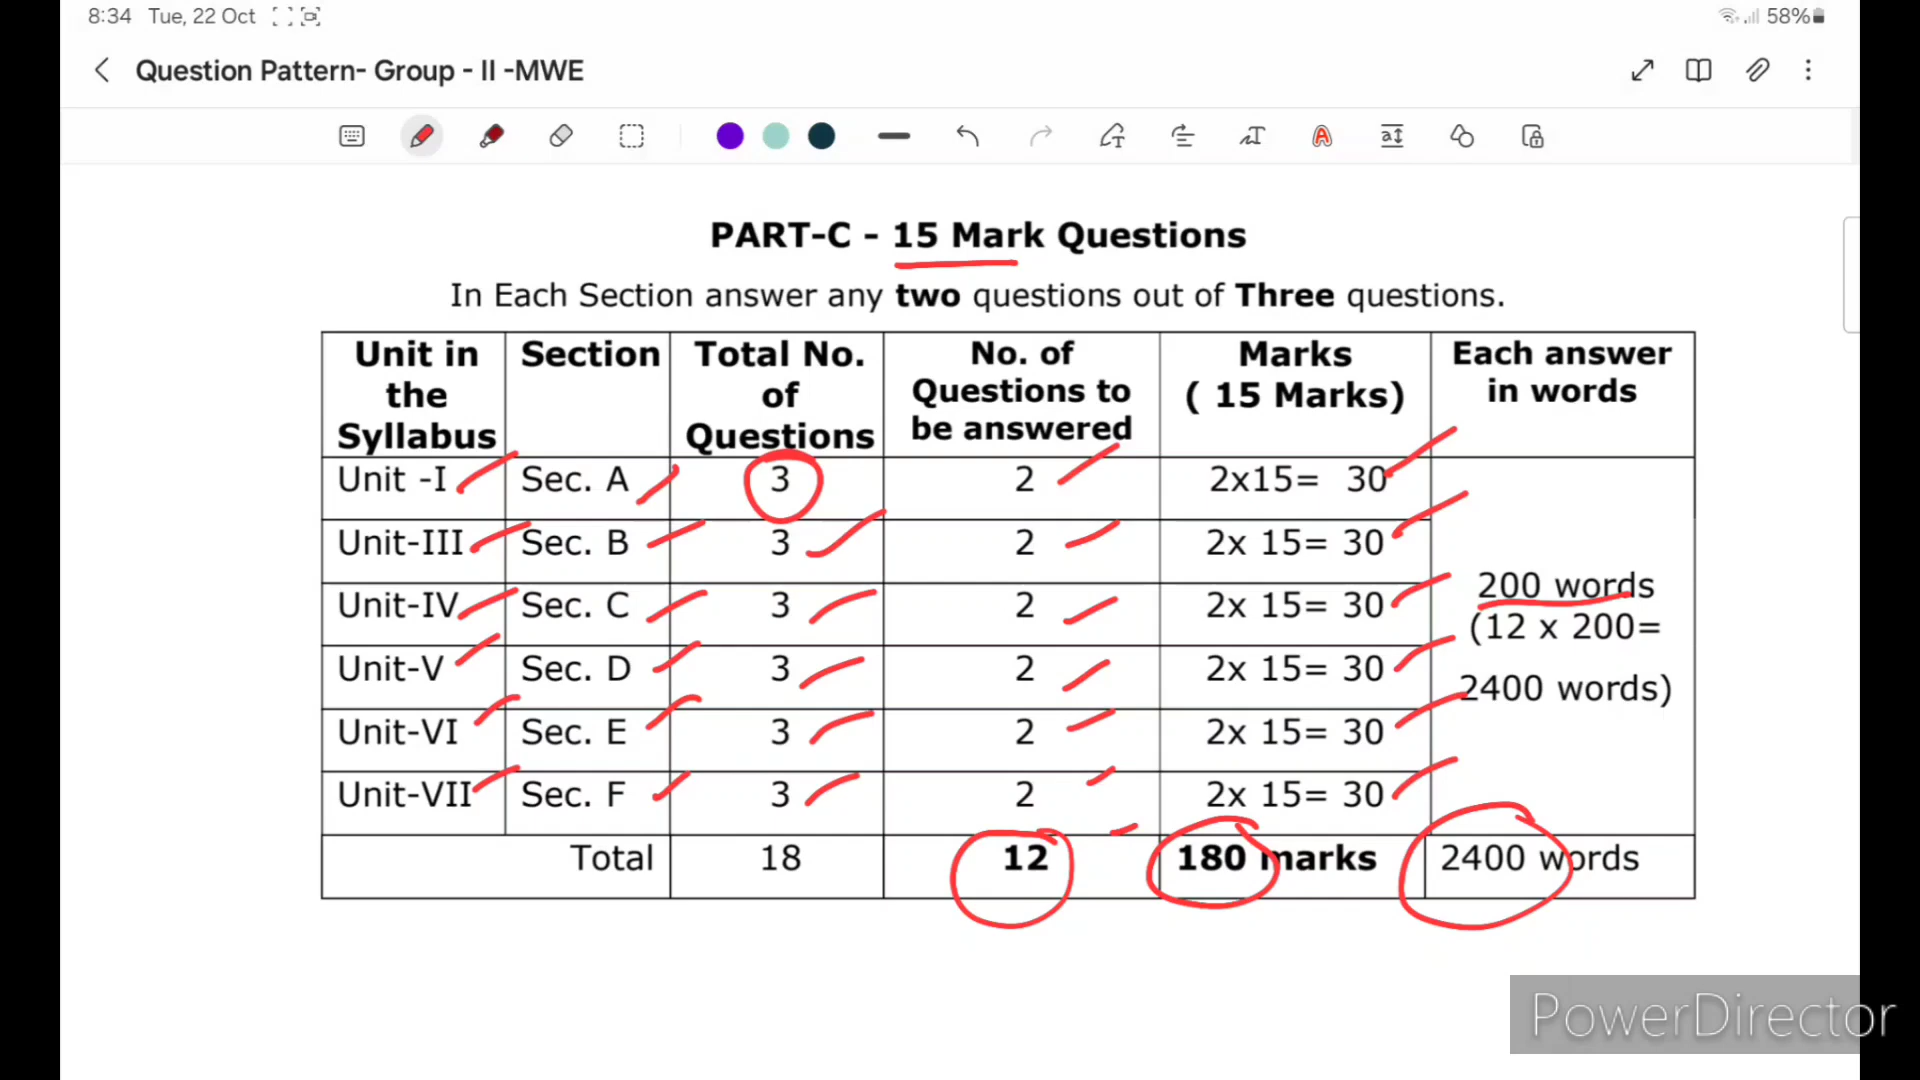 8:34 Tue, 22 Oct 58%
Question Pattern- Group - II -MWE
PART-C - 15 Mark Questions
In Each Section answer any two questions out of Three questions.
Unit in the Syllabus Section Total No. of Questions No. of Questions to be answered Marks ( 15 Marks) Each answer in words
Unit -I Sec. A 3 2 2x15= 30
Unit-III Sec. B 3 2 2x 15= 30
Unit-IV Sec. C 3 2 2x 15= 30
Unit-V Sec. D 3 2 2x 15= 30
Unit-VI Sec. E 3 2 2x 15= 30
Unit-VII Sec. F 3 2 2x 15= 30
200 words
(12 x 200=
2400 words)
Total 18 12 180 marks 2400 words
PowerDirector